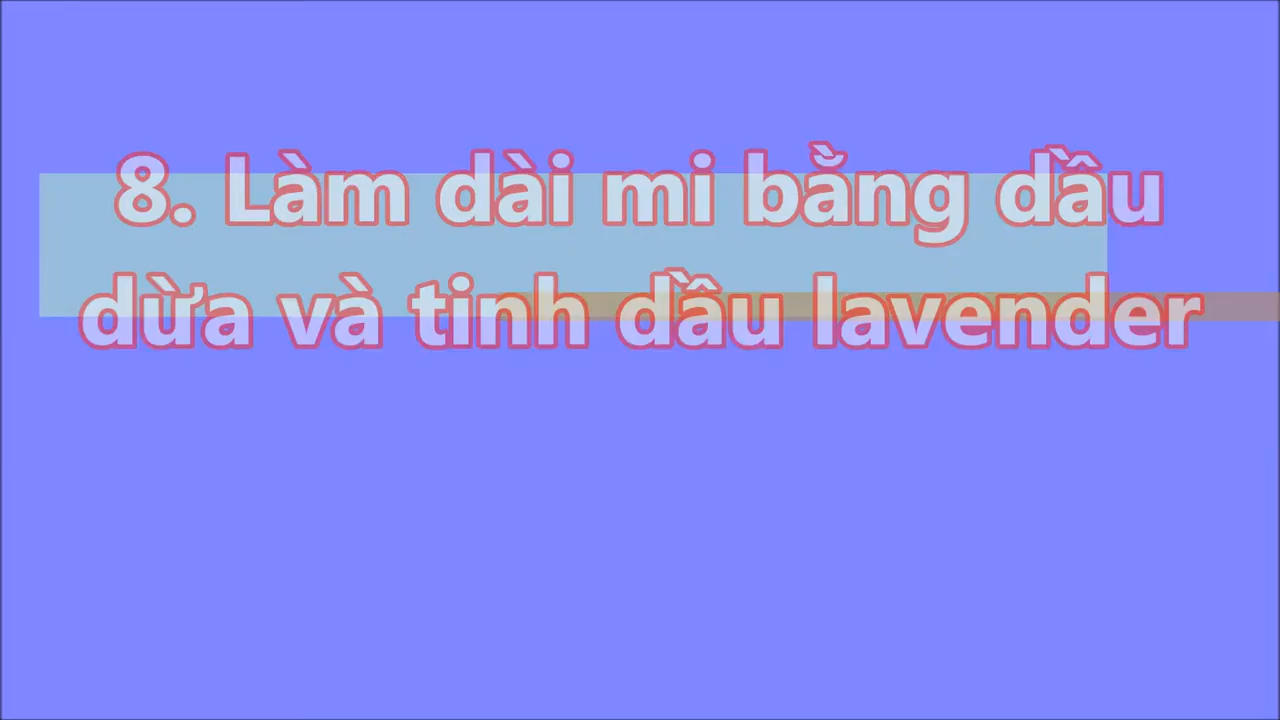 8. Làm dài mi bằng dầu
dừa và tinh dầu lavender